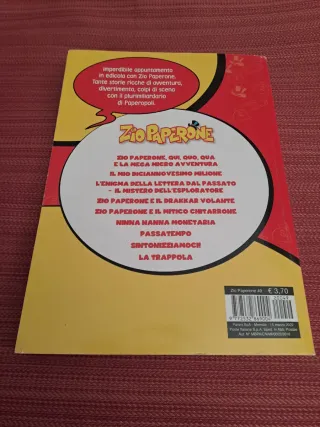 Imperdibile appuntamento
in edicola con Zio Paperone.
Tante storie ricche di avventura,
divertimento, colpi di scena
con il plurimiliardario
di Paperopoli.
ZIO PAPERONE
ZIO PAPERONE, QUI, QUO, QUA
E LA MEGA MICRO AVVENTURA
IL MIO DICIANNOVESIMO MILIONE
L'ENIGMA DELLA LETTERA DAL PASSATO
- IL MISTERO DELL'ESPLORATORE
ZIO PAPERONE E IL DRAKKAR VOLANTE
ZIO PAPERONE E IL MITICO CINTARRONE
NINNA NANNA MONETARIA
PASSATEMPO
SINTONIZZIAMOCI!
LA TRAPPOLA
€ 3,70